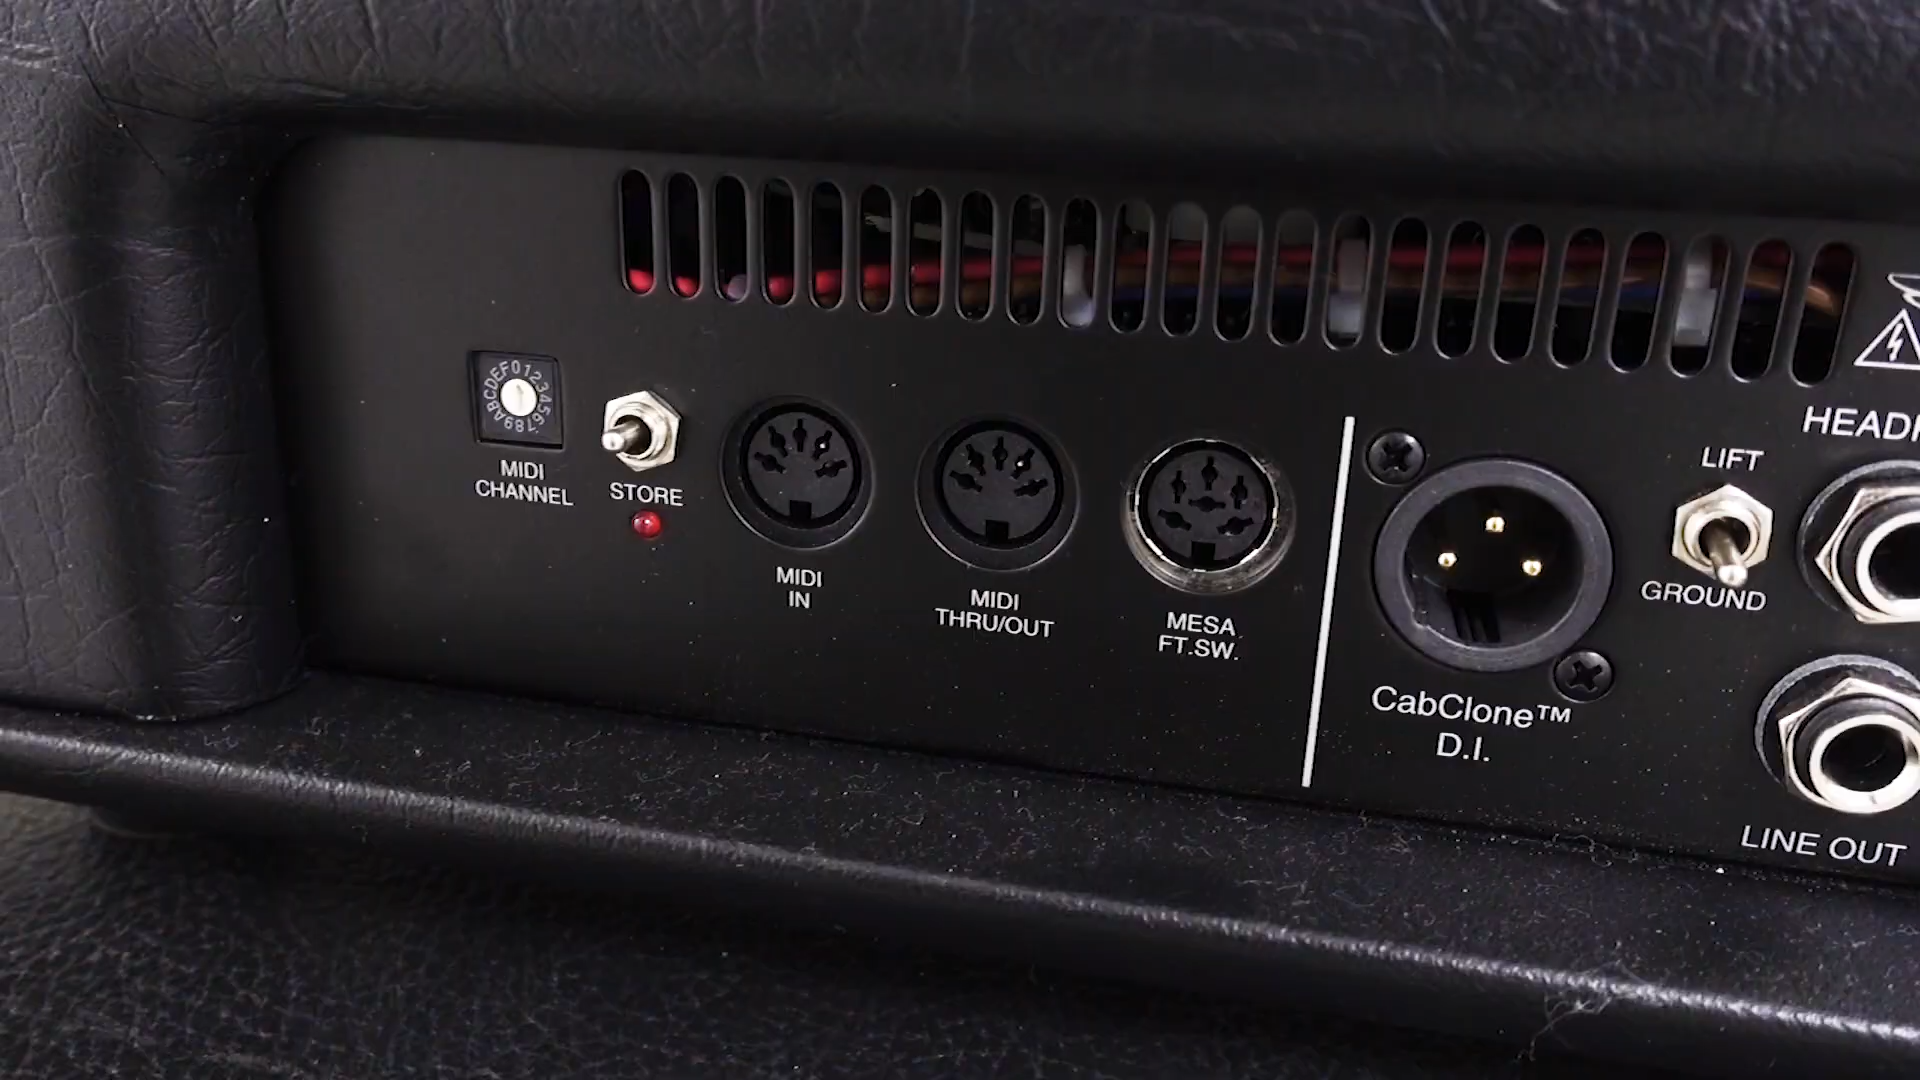 0123456789ABCDEF
MIDI
CHANNEL
STORE
MIDI
IN
MIDI
THRU/OUT
MESA
FT.SW.
CabClone™
D.I.
LIFT
GROUND
LINE OUT